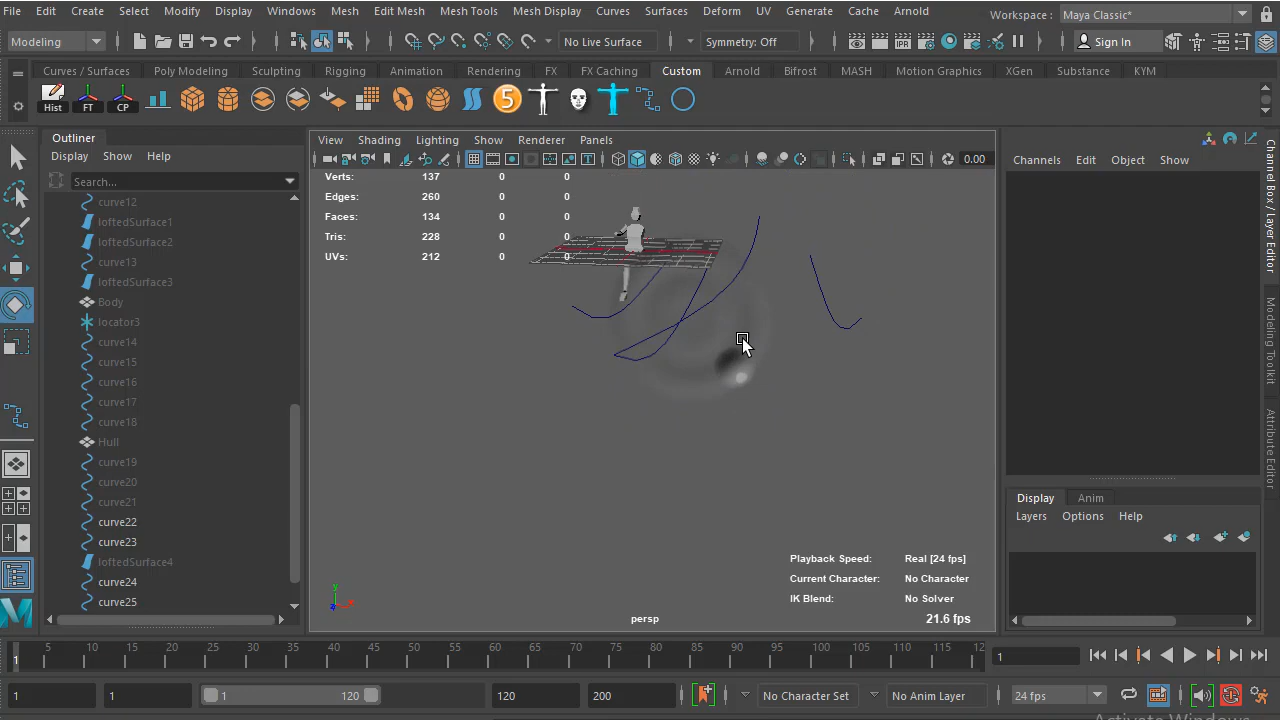 File Edit Create Select Modify Display Windows Mesh Edit Mesh Mesh Tools Mesh Display Curves Surfaces Deform UV Generate Cache Arnold
Workspace: Maya Classic*
Modeling No Live Surface Symmetry: Off IPR Sign In
Curves / Surfaces Poly Modeling Sculpting Rigging Animation Rendering FX FX Caching Custom Arnold Bifrost MASH Motion Graphics XGen Substance KYM
Hist FT CP 5
Outliner
Display Show Help
Search...
curve12
loftedSurface1
loftedSurface2
curve13
loftedSurface3
Body
locator3
curve14
curve15
curve16
curve17
curve18
Hull
curve19
curve20
curve21
curve22
curve23
loftedSurface4
curve24
curve25
View Shading Lighting Show Renderer Panels
0.00
Verts: 137 0 0
Edges: 260 0 0
Faces: 134 0 0
Tris: 228 0 0
UVs: 212 0 0
Playback Speed: Real [24 fps]
Current Character: No Character
IK Blend: No Solver
21.6 fps
persp
y
x
z
Channels Edit Object Show
Channel Box / Layer Editor
Modeling Toolkit
Attribute Editor
Display Anim
Layers Options Help
5 10 15 20 25 30 35 40 45 50 55 60 65 70 75 80 85 90 95 100 105 110 115 12
1
1
1 1 1 120 120 200 No Character Set No Anim Layer 24 fps